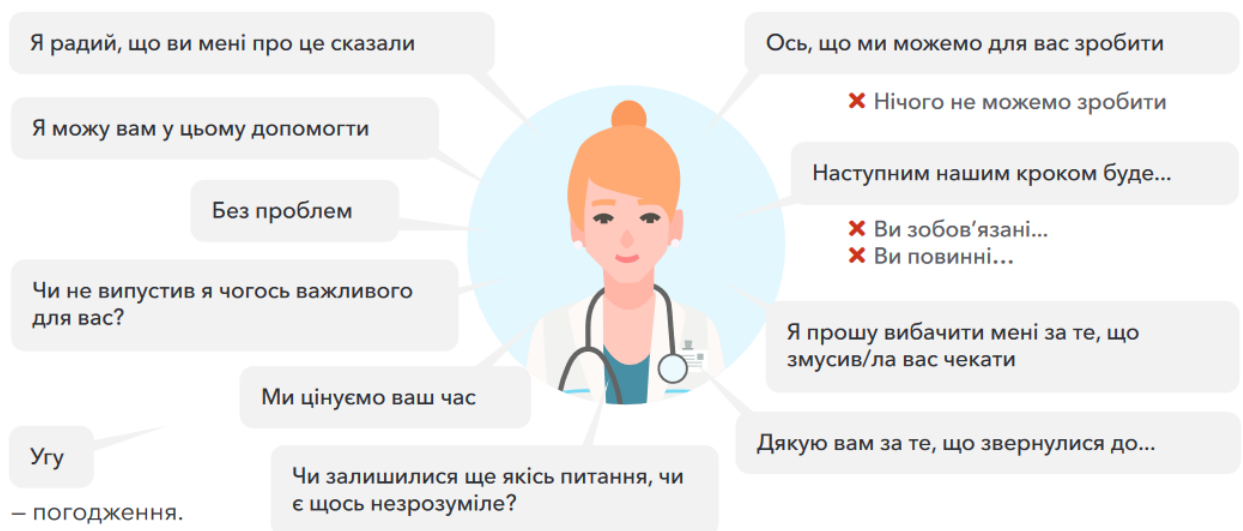 Я радий, що ви мені про це сказали
Я можу вам у цьому допомогти
Без проблем
Чи не випустив я чогось важливого
для вас?
Ми цінуємо ваш час
Угу
— погодження.
Чи залишилися ще якісь питання, чи
є щось незрозуміле?
Ось, що ми можемо для вас зробити
❌ Нічого не можемо зробити
Наступним нашим кроком буде...
❌ Ви зобов’язані...
❌ Ви повинні...
Я прошу вибачити мені за те, що
змусив/ла вас чекати
Дякую вам за те, що звернулися до...